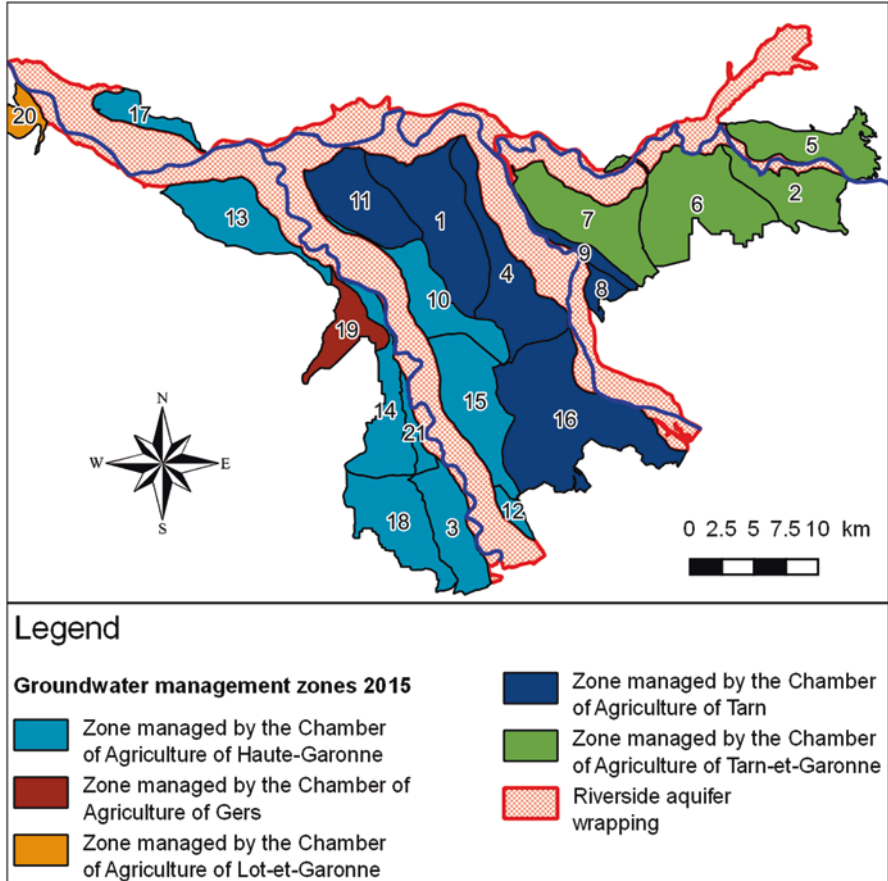 20
17
5
2
11
1
7
6
13
9
4
8
10
19
15
14
16
21
12
18
3
N
W E
S
0 2.5 5 7.5 10 km
Legend
Groundwater management zones 2015
Zone managed by the Chamber
of Agriculture of Haute-Garonne
Zone managed by the Chamber of
Agriculture of Gers
Zone managed by the Chamber
of Agriculture of Lot-et-Garonne
Zone managed by the Chamber
of Agriculture of Tarn
Zone managed by the Chamber
of Agriculture of Tarn-et-Garonne
Riverside aquifer
wrapping